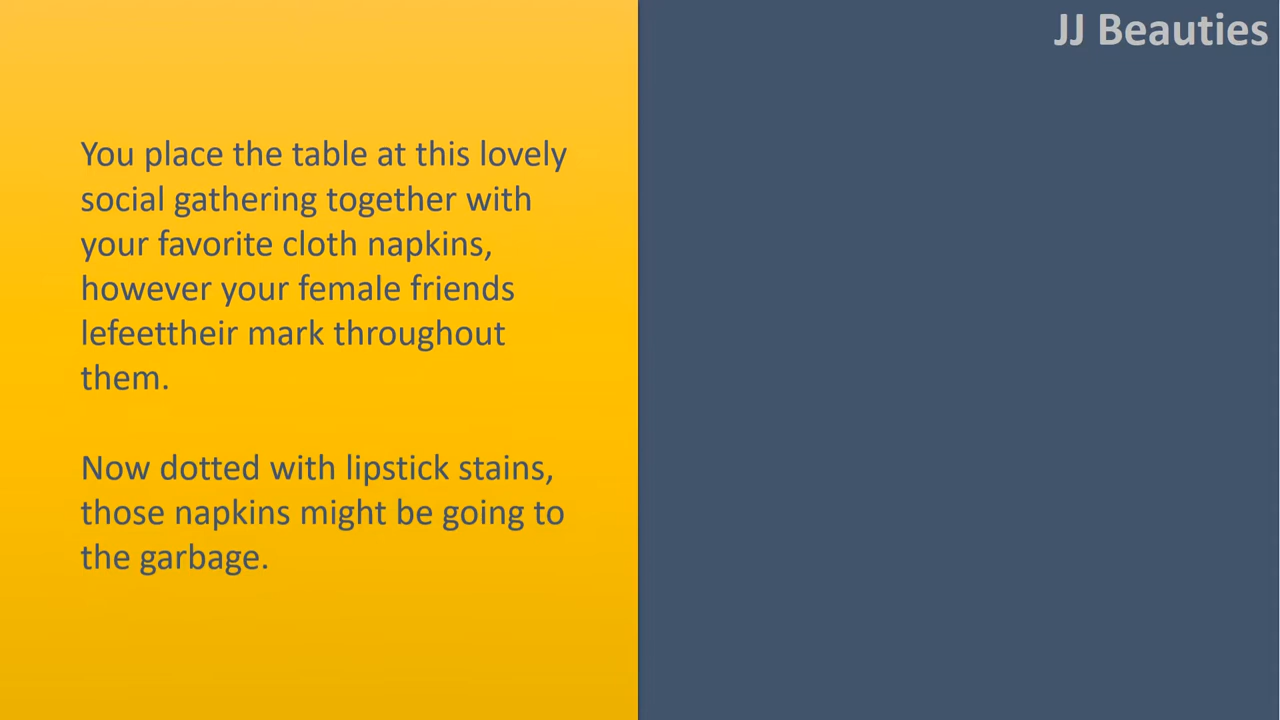 JJ Beauties
You place the table at this lovely
social gathering together with
your favorite cloth napkins,
however your female friends
lefeettheir mark throughout
them.
Now dotted with lipstick stains,
those napkins might be going to
the garbage.